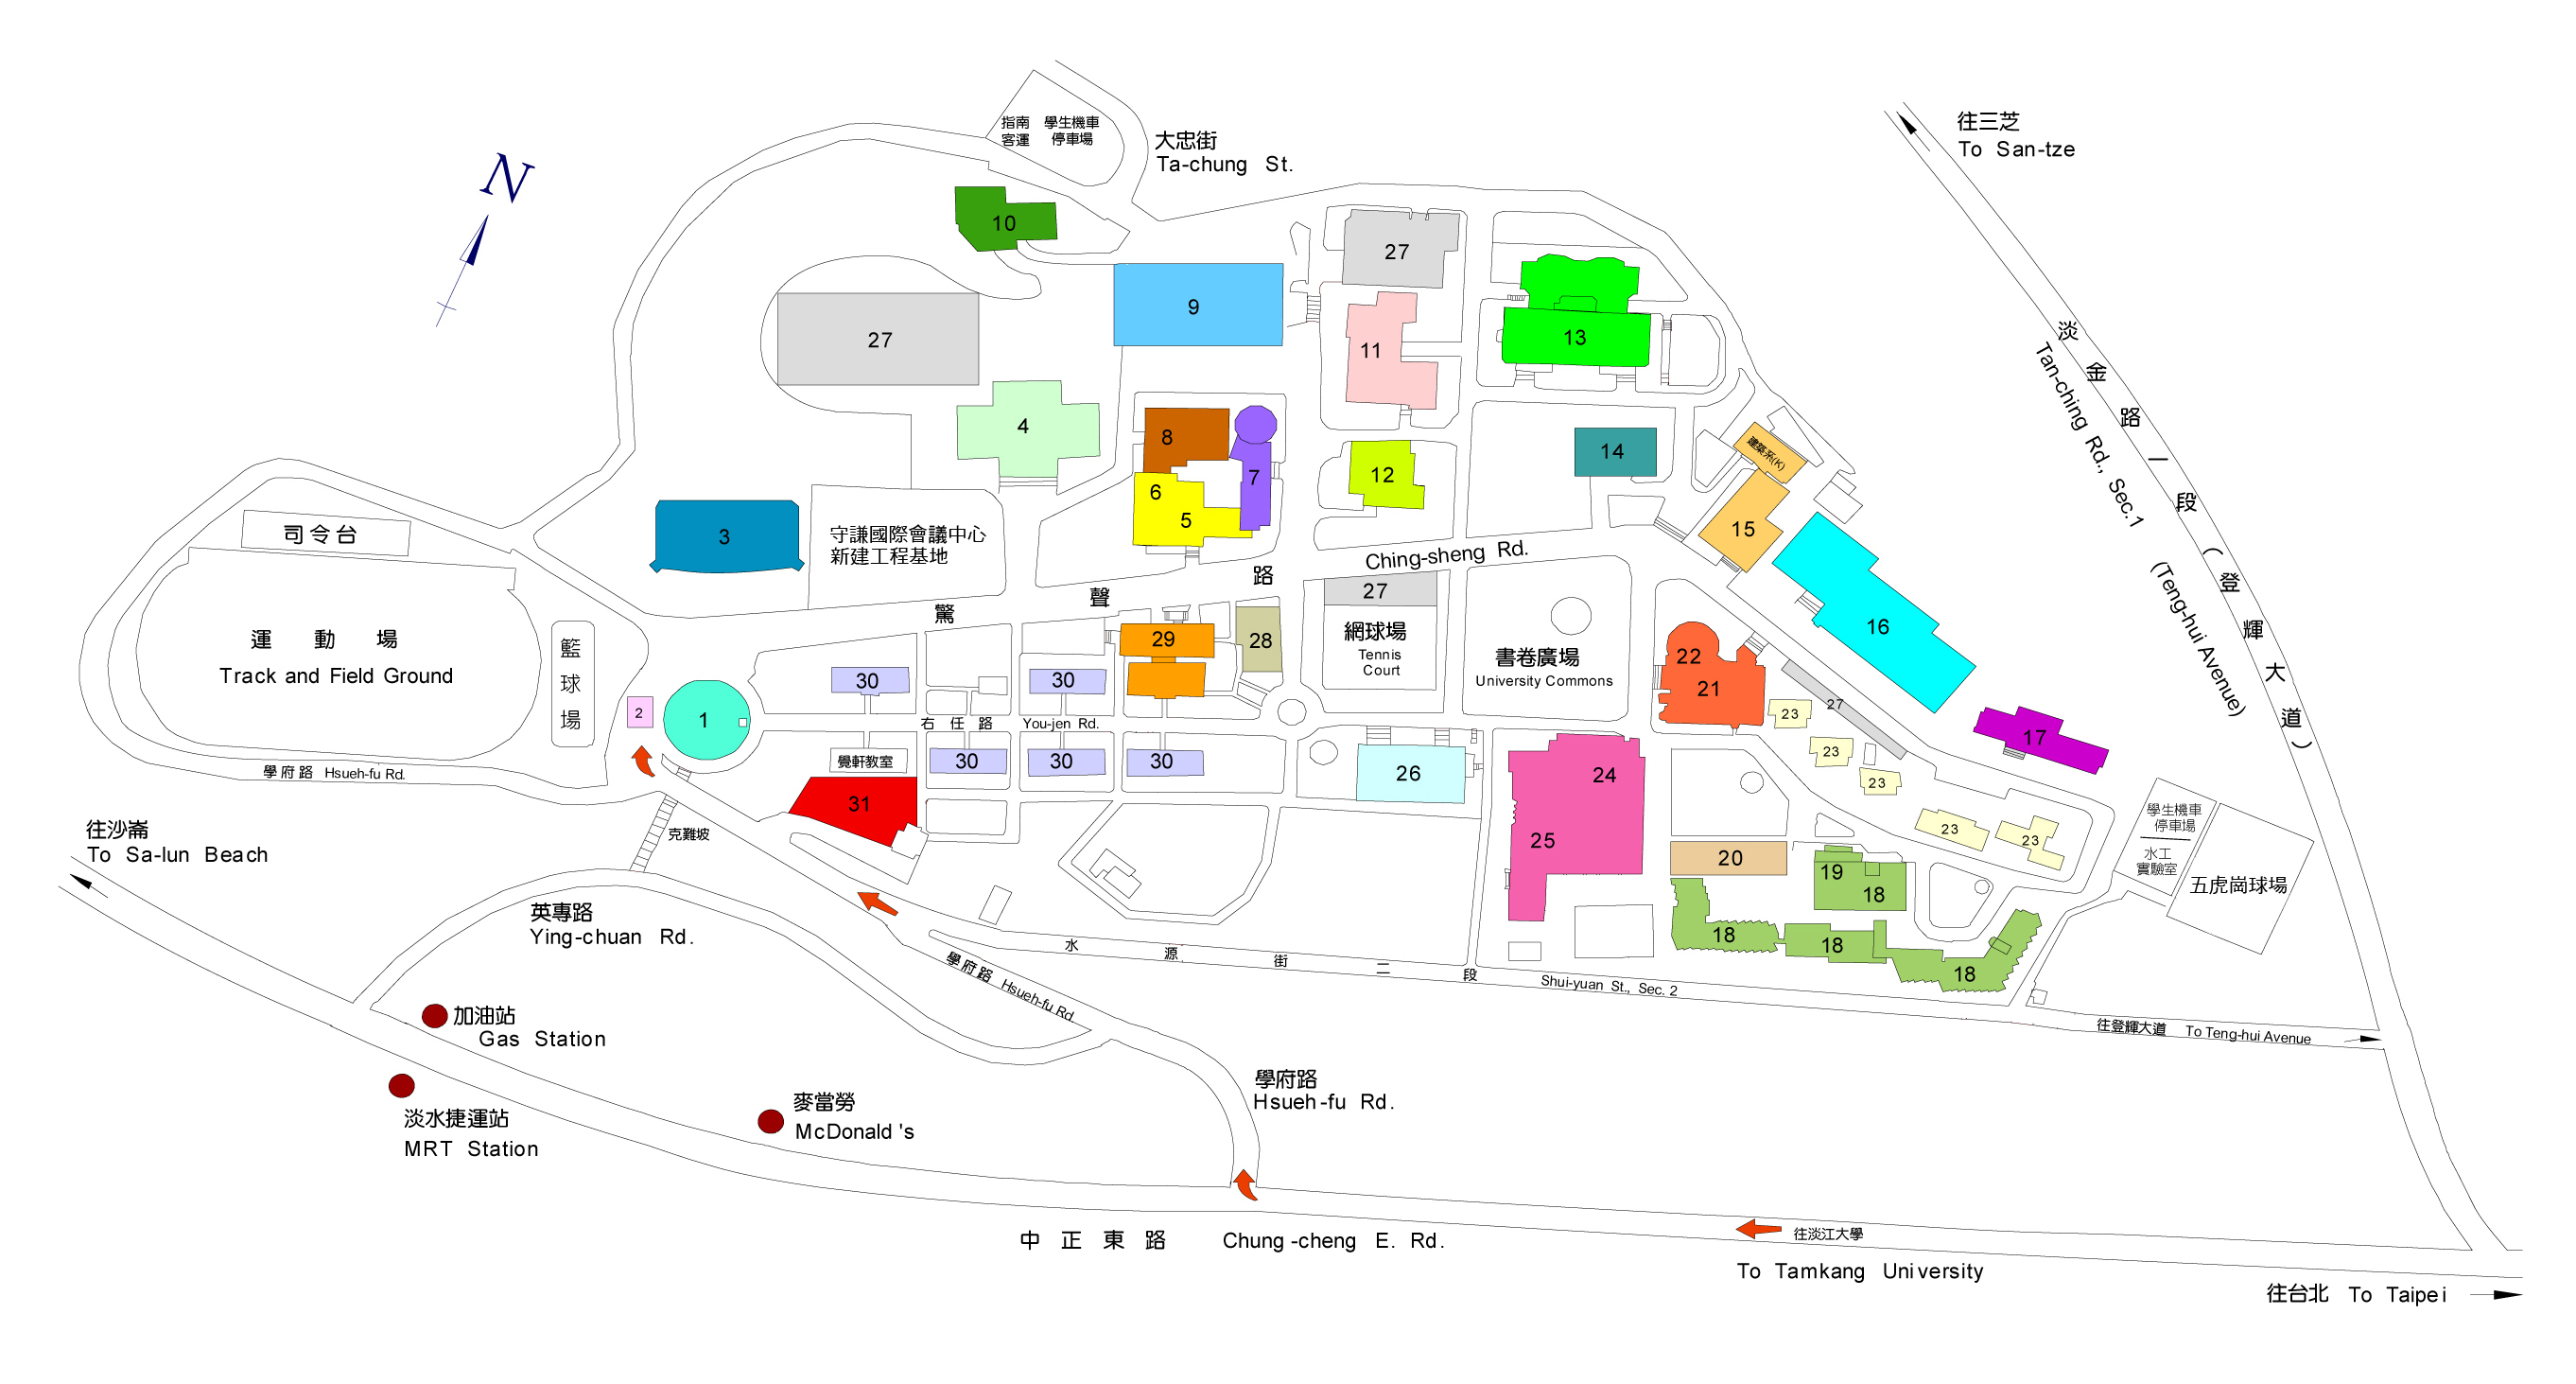 N
指南 學生機車
客運 停車場
大忠街
Ta-chung St.
往三芝
To San-tze
10
27
9
27
11
13
淡金路一段(登輝大道)
Tan-ching Rd., Sec.1 (Teng-hui Avenue)
4
8
7
6
5
12
14
建築系(K)
15
16
17
司令台
3
守謙國際會議中心
新建工程基地
驚聲路
Ching-sheng Rd.
27
運動場
Track and Field Ground
籃球場
2
1
30
30
29
28
網球場
Tennis
Court
書卷廣場
University Commons
22
21
23
27
23
23
23
23
右任路 You-jen Rd.
覺軒教室
30
30
30
26
24
25
31
學府路 Hsueh-fu Rd.
克難坡
20
19
18
18
18
18
學生機車
停車場
水工
實驗室
五虎崗球場
往沙崙
To Sa-lun Beach
英專路
Ying-chuan Rd.
學府路 Hsueh-fu Rd
水源街二段 Shui-yuan St., Sec. 2
往登輝大道 To Teng-hui Avenue
加油站
Gas Station
淡水捷運站
MRT Station
麥當勞
McDonald's
學府路
Hsueh-fu Rd.
中正東路 Chung-cheng E. Rd.
往淡江大學
To Tamkang University
往台北 To Taipei